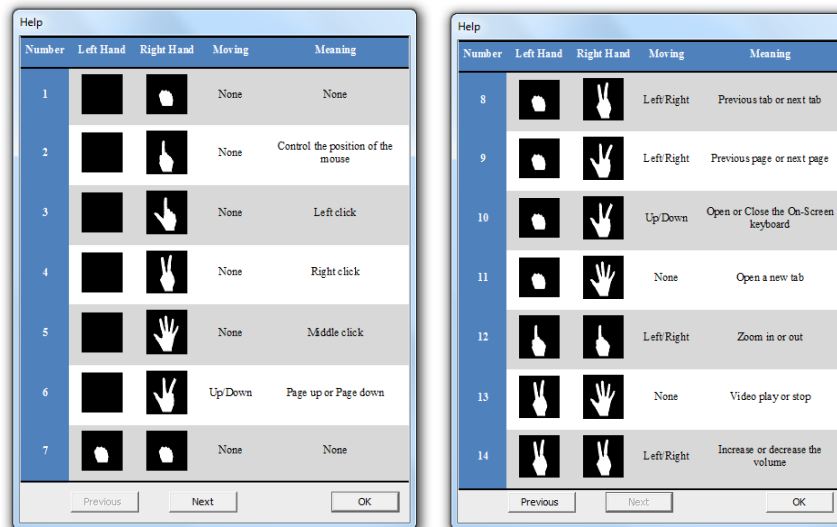 Help
Number Left Hand Right Hand Moving Meaning
1 None None
2 None Control the position of the
mouse
3 None Left click
4 None Right click
5 None Middle click
6 Up/Down Page up or Page down
7 None None
Previous Next OK
Help
Number Left Hand Right Hand Moving Meaning
8 Left/Right Previous tab or next tab
9 Left/Right Previous page or next page
10 Up/Down Open or Close the On-Screen
keyboard
11 None Open a new tab
12 Left/Right Zoom in or out
13 None Video play or stop
14 Left/Right Increase or decrease the
volume
Previous Next OK